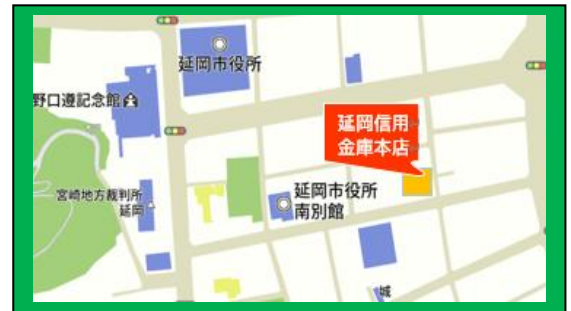 延岡市役所
野口遵記念館
延岡信用
金庫本店
宮崎地方裁判所
延岡
延岡市役所
南別館
城